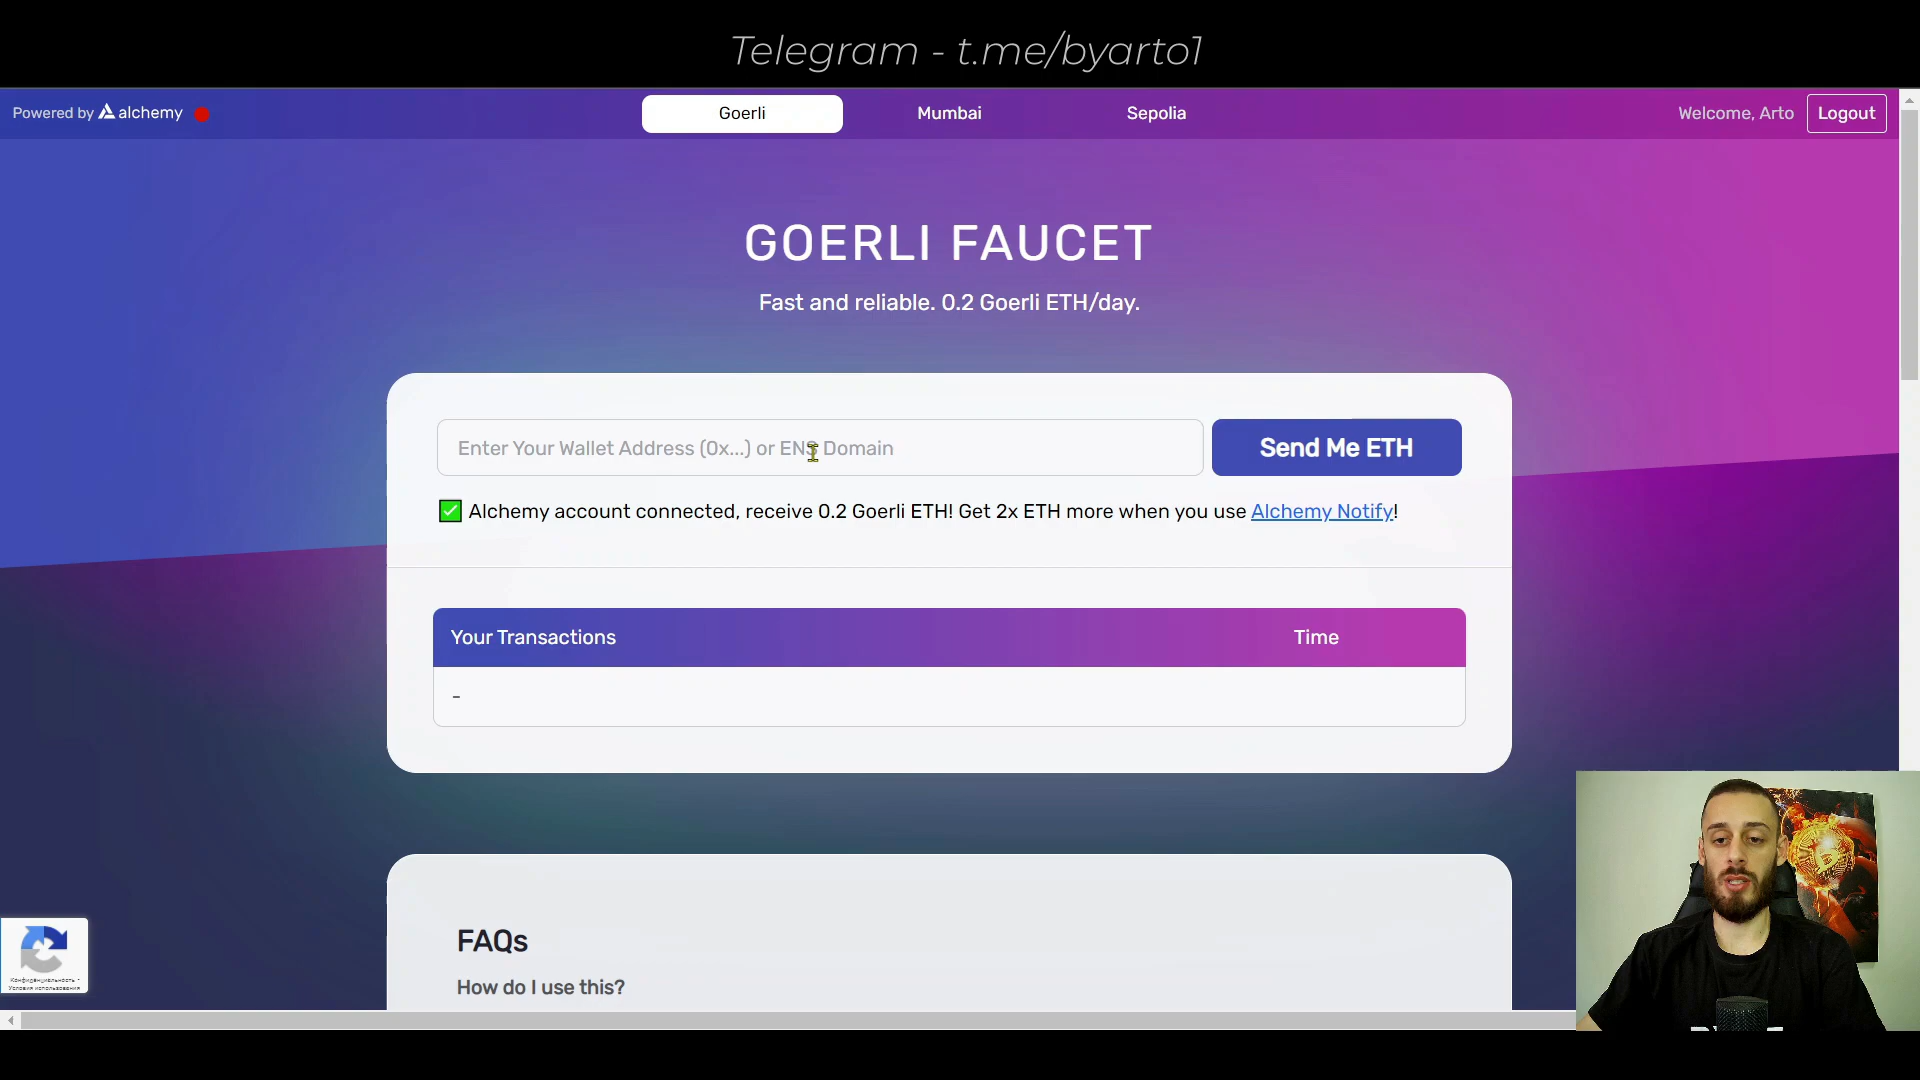 Telegram - t.me/byarto1
Powered by alchemy
Goerli
Mumbai
Sepolia
Welcome, Arto
Logout
GOERLI FAUCET
Fast and reliable. 0.2 Goerli ETH/day.
Enter Your Wallet Address (0x...) or ENS Domain
Send Me ETH
Alchemy account connected, receive 0.2 Goerli ETH! Get 2x ETH more when you use Alchemy Notify!
Your Transactions
Time
-
FAQs
How do I use this?
Конфиденциальность -
Условия использования